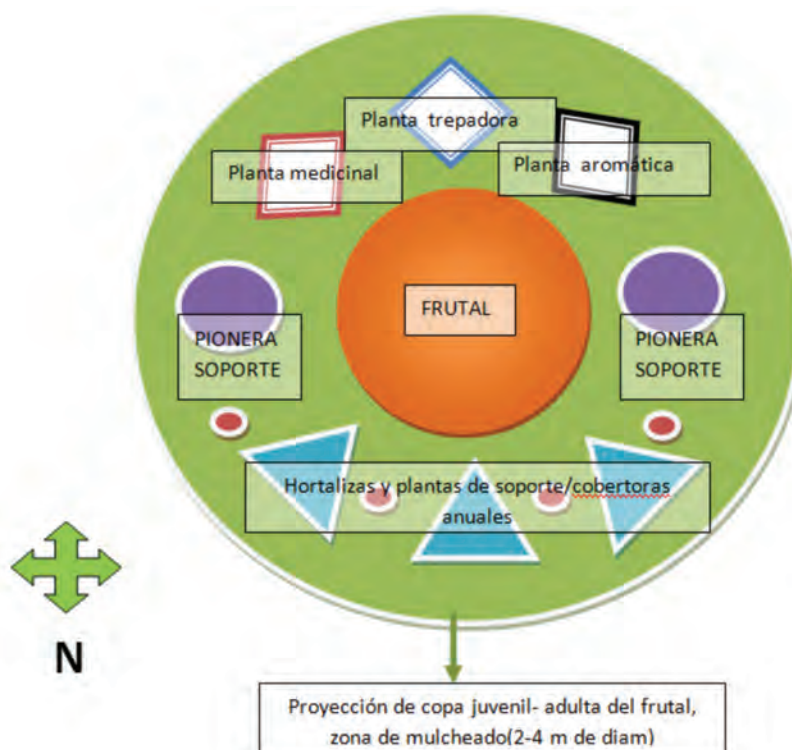 Planta trepadora
Planta medicinal
Planta aromática
FRUTAL
PIONERA
SOPORTE
PIONERA
SOPORTE
Hortalizas y plantas de soporte/cobertoras
anuales
N
Proyección de copa juvenil- adulta del frutal,
zona de mulcheado(2-4 m de diam)